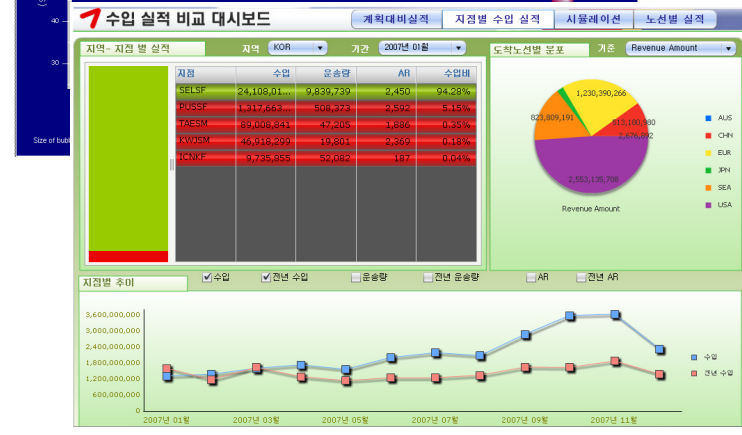 40
수입 실적 비교 대시보드
계획대비실적 지점별 수입 실적 시뮬레이션 노선별 실적
지역- 지점 별 실적 지역 KOR 기간 2007년 01월
도착노선별 분포 기준 Revenue Amount
30
Size of bubb
지점 수입 운송량 AR 수입비
SELSF 24,108,01... 9,839,739 2,450 94.28%
PUSSF 1,317,663... 508,373 2,592 5.15%
TAESM 89,008,841 47,205 1,886 0.35%
KWJSM 46,918,299 19,801 2,369 0.18%
ICNKF 9,735,855 52,082 187 0.04%
1,230,390,266
823,809,191
513,180,980
2,676,892
2,553,135,708
Revenue Amount
AUS
CHN
EUR
JPN
SEA
USA
지점별 추이
수입 전년 수입 운송량 전년 운송량 AR 전년 AR
3,600,000,000
3,000,000,000
2,400,000,000
1,800,000,000
1,200,000,000
600,000,000
0
2007년 01월 2007년 03월 2007년 05월 2007년 07월 2007년 09월 2007년 11월
수입
전년 수입